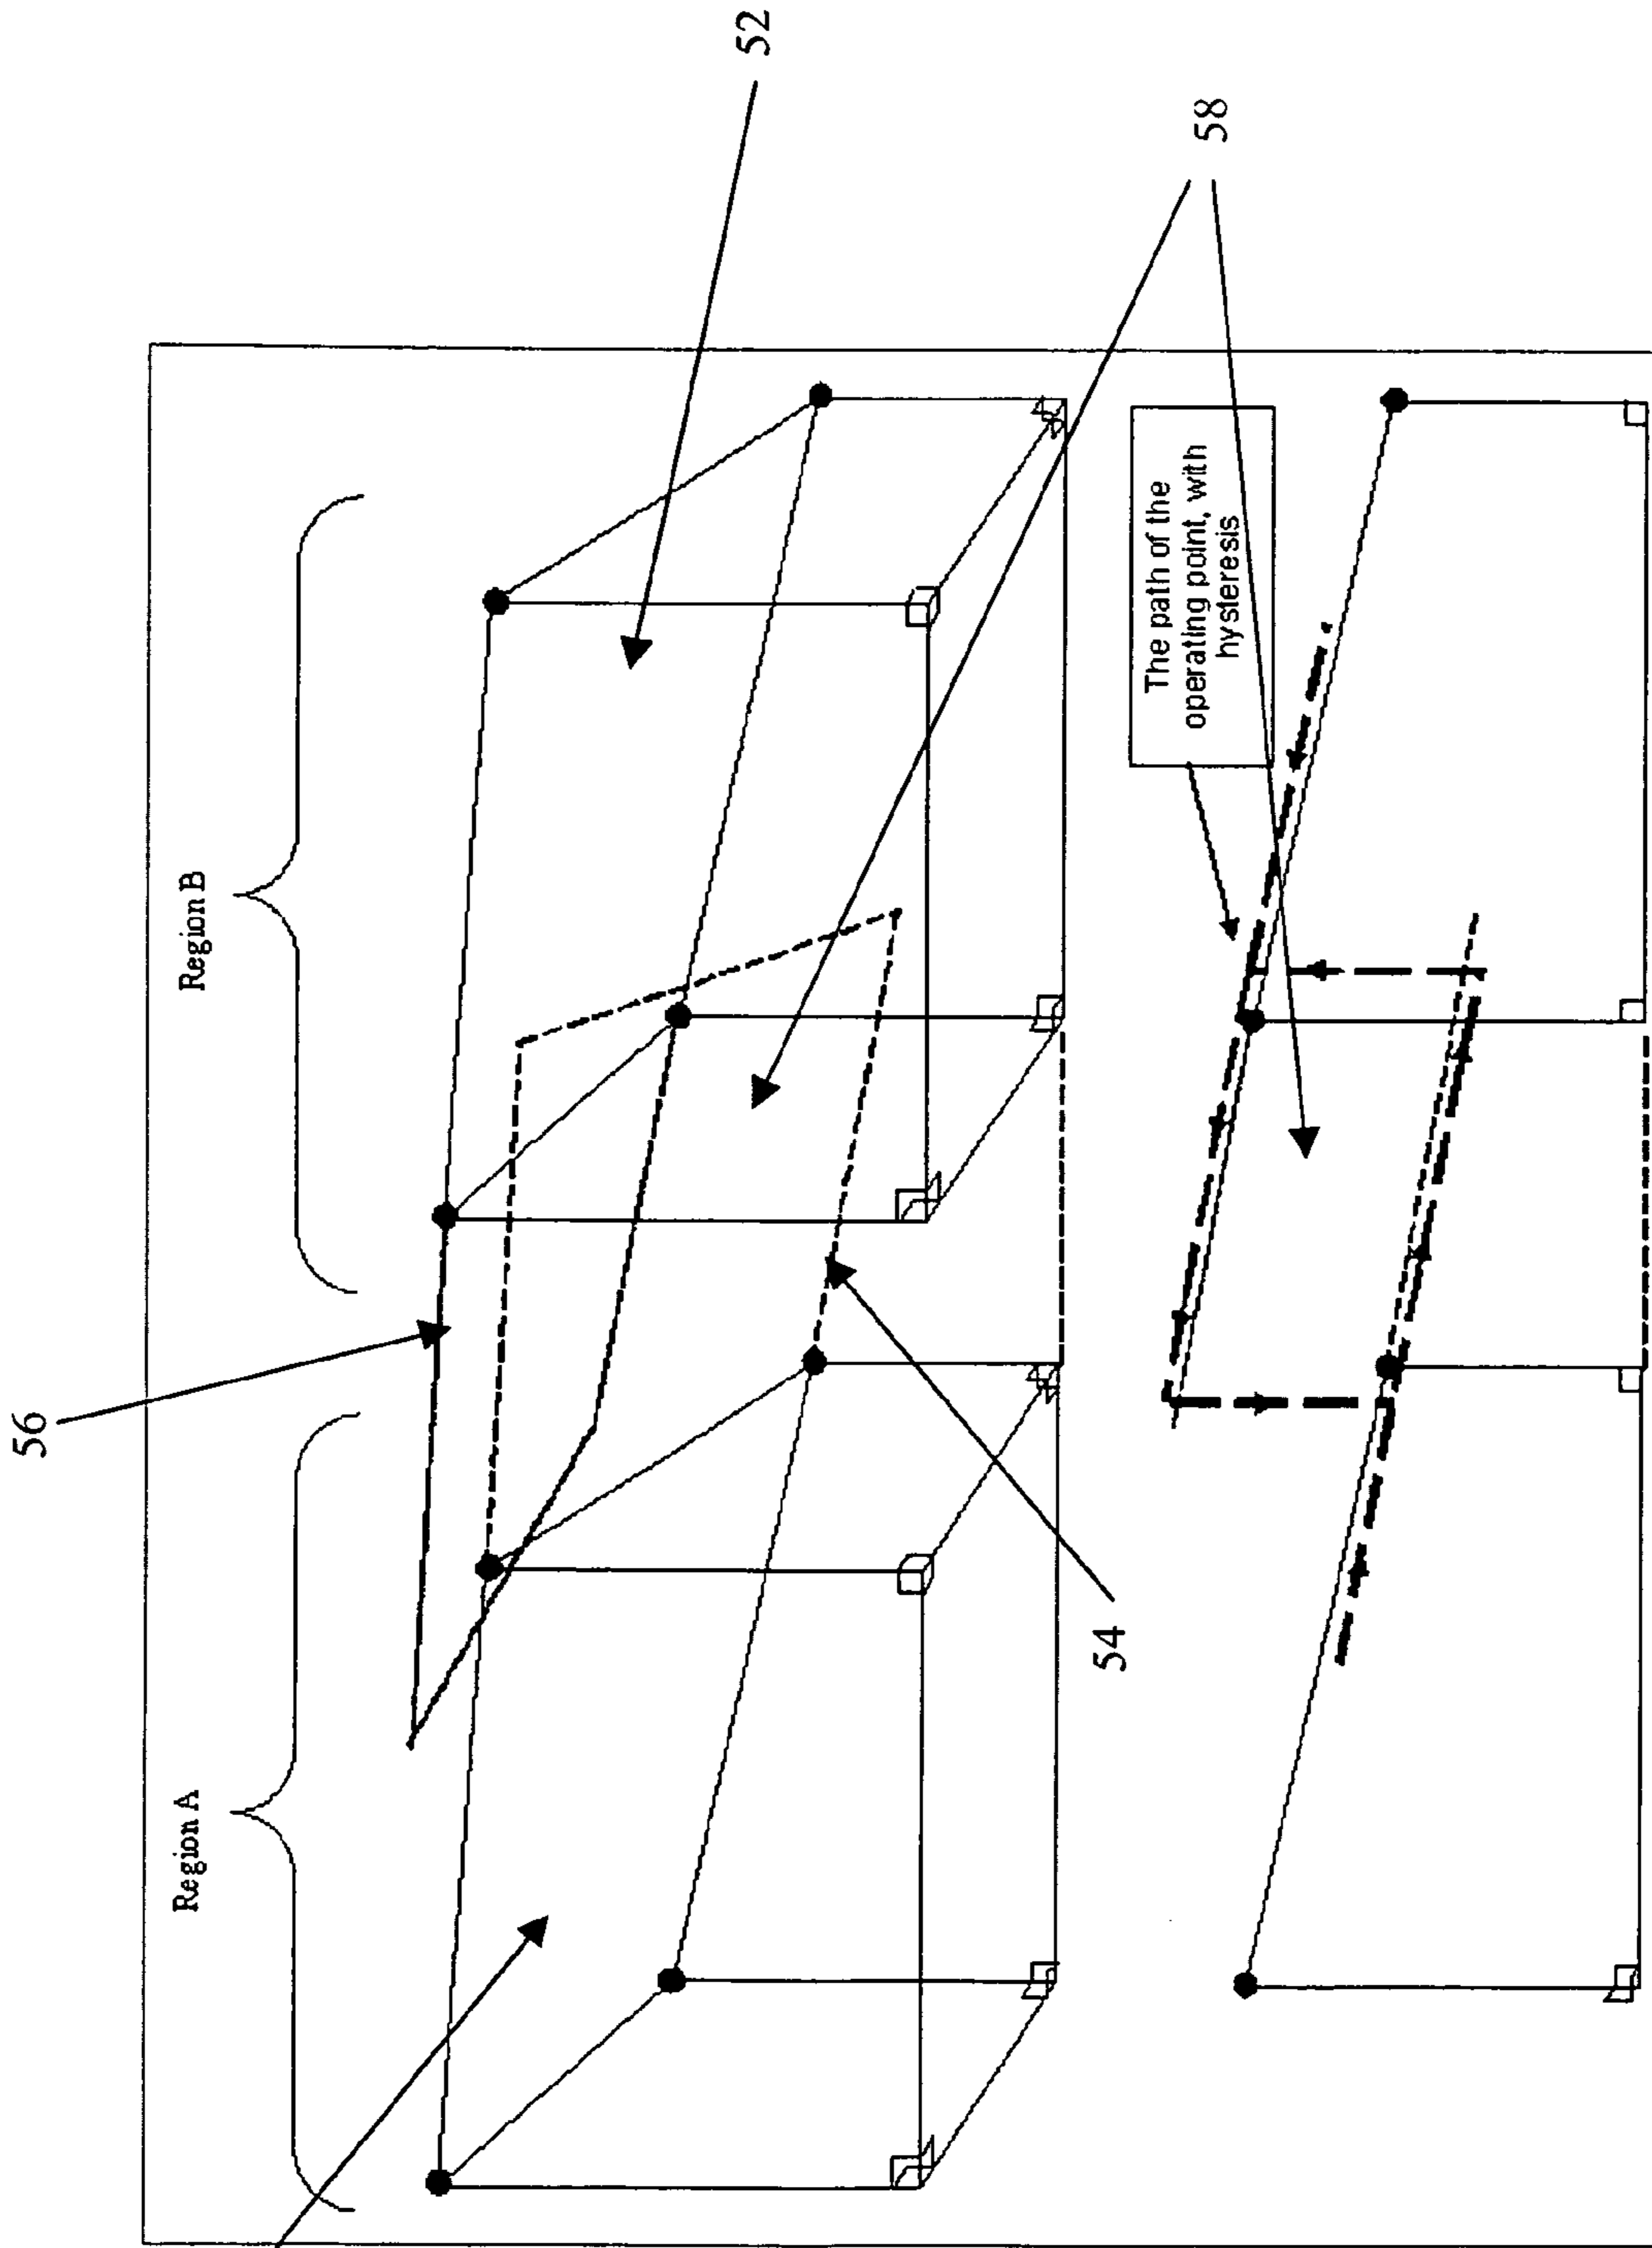 56
52
Region A
Region B
58
The path of the
operating point, with
hysteresis
54